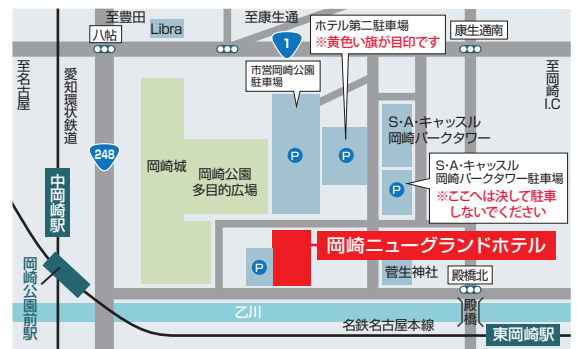 至豊田
至康生通
ホテル第二駐車場
※黄色い旗が目印です
八帖
Libra
1
康生通南
至名古屋
愛知環状鉄道
市営岡崎公園
駐車場
至岡崎I.C
S・A・キャッスル
岡崎パークタワー
248
岡崎城
岡崎公園
多目的広場
P
P
S・A・キャッスル
岡崎パークタワー駐車場
※ここへは決して駐車
しないでください
P
中岡崎駅
岡崎ニューグランドホテル
P
菅生神社
殿橋北
岡崎公園前駅
乙川
殿橋
名鉄名古屋本線
東岡崎駅